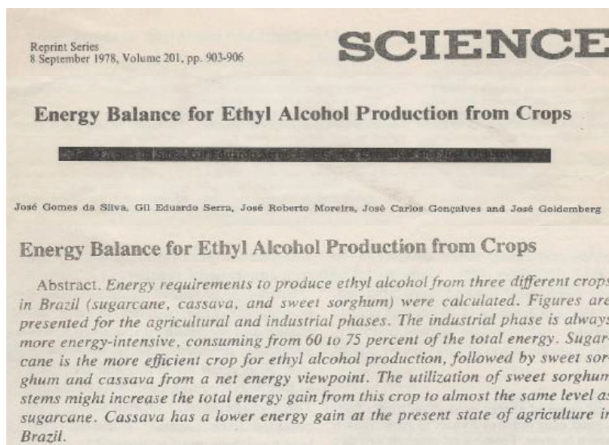 Reprint Series
8 September 1978, Volume 201, pp. 903-906
SCIENCE
Energy Balance for Ethyl Alcohol Production from Crops
José Gomes da Silva, Gil Eduardo Serra, José Roberto Moreira, José Carlos Gonçalves and José Goldemberg
Energy Balance for Ethyl Alcohol Production from Crops
Abstract. Energy requirements to produce ethyl alcohol from three different crops
in Brazil (sugarcane, cassava, and sweet sorghum) were calculated. Figures are
presented for the agricultural and industrial phases. The industrial phase is always
more energy-intensive, consuming from 60 to 75 percent of the total energy. Sugar-
cane is the more efficient crop for ethyl alcohol production, followed by sweet sor-
ghum and cassava from a net energy viewpoint. The utilization of sweet sorghum
stems might increase the total energy gain from this crop to almost the same level as
sugarcane. Cassava has a lower energy gain at the present state of agriculture in
Brazil.